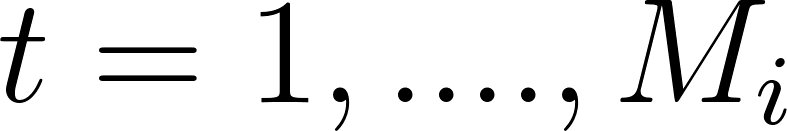 t = 1, ...., M_i